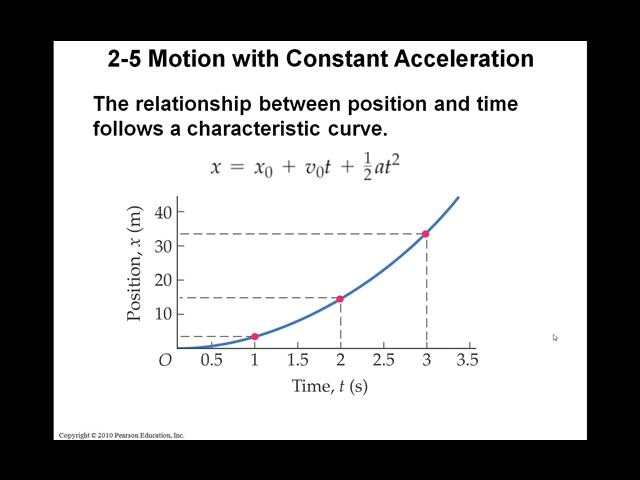 2-5 Motion with Constant Acceleration
The relationship between position and time
follows a characteristic curve.
x = x₀ + v₀t + ½at²
Position, x (m)
40
30
20
10
O 0.5 1 1.5 2 2.5 3 3.5
Time, t (s)
Copyright © 2010 Pearson Education, Inc.